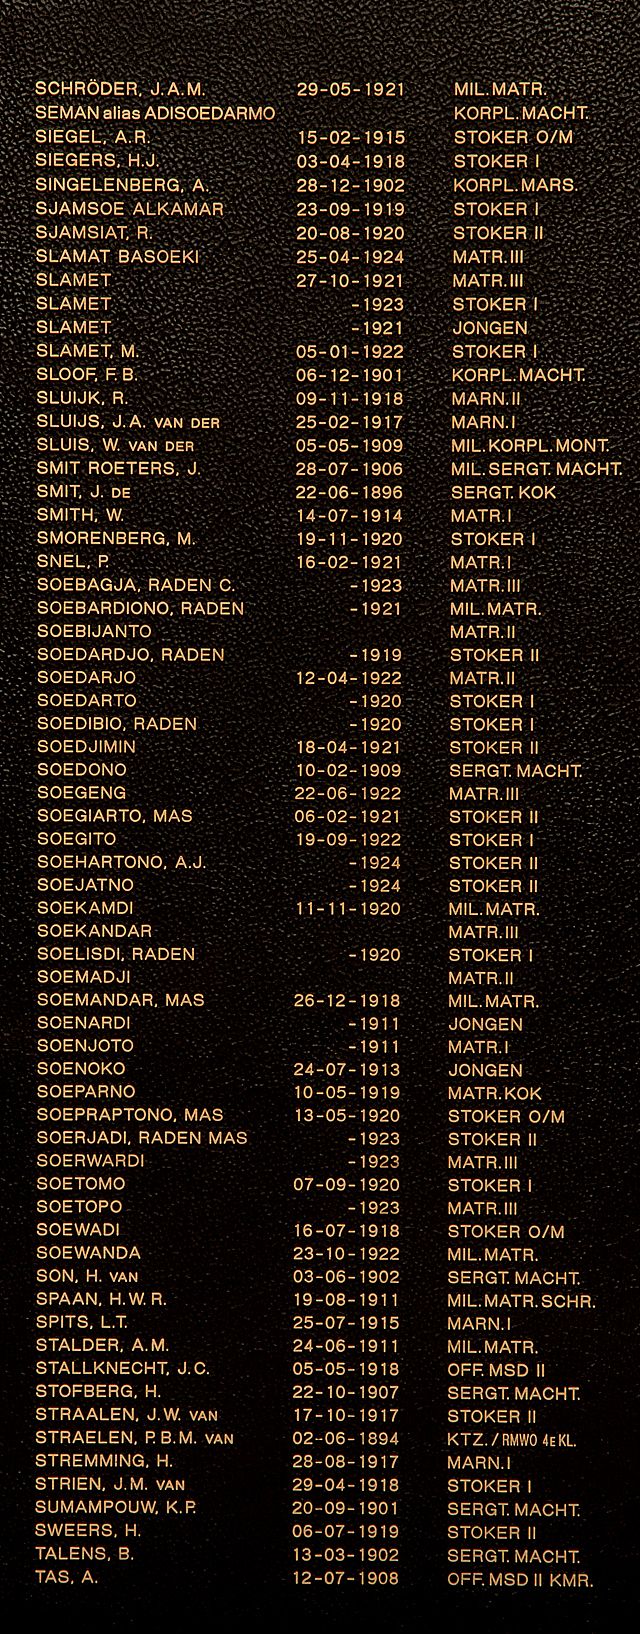 SCHRÖDER, J.A.M. 29-05-1921 MIL.MATR.
SEMAN alias ADISOEDARMO KORPL.MACHT.
SIEGEL, A.R. 15-02-1915 STOKER O/M
SIEGERS, H.J. 03-04-1918 STOKER I
SINGELENBERG, A. 28-12-1902 KORPL.MARS.
SJAMSOE ALKAMAR 23-09-1919 STOKER I
SJAMSIAT, R. 20-08-1920 STOKER II
SLAMAT BASOEKI 25-04-1924 MATR.III
SLAMET 27-10-1921 MATR.III
SLAMET -1923 STOKER I
SLAMET -1921 JONGEN
SLAMET, M. 05-01-1922 STOKER I
SLOOF, F.B. 06-12-1901 KORPL.MACHT.
SLUIJK, R. 09-11-1918 MARN.II
SLUIJS, J.A. VAN DER 25-02-1917 MARN.I
SLUIS, W. VAN DER 05-05-1909 MIL.KORPL.MONT.
SMIT ROETERS, J. 28-07-1906 MIL.SERGT.MACHT.
SMIT, J. DE 22-06-1896 SERGT.KOK
SMITH, W. 14-07-1914 MATR.I
SMORENBERG, M. 19-11-1920 STOKER I
SNEL, P. 16-02-1921 MATR.I
SOEBAGJA, RADEN C. -1923 MATR.III
SOEBARDIONO, RADEN -1921 MIL.MATR.
SOEBIJANTO MATR.II
SOEDARDJO, RADEN -1919 STOKER II
SOEDARJO 12-04-1922 MATR.II
SOEDARTO -1920 STOKER I
SOEDIBIO, RADEN -1920 STOKER I
SOEDJIMIN 18-04-1921 STOKER II
SOEDONO 10-02-1909 SERGT.MACHT.
SOEGENG 22-06-1922 MATR.III
SOEGIARTO, MAS 06-02-1921 STOKER II
SOEGITO 19-09-1922 STOKER I
SOEHARTONO, A.J. -1924 STOKER II
SOEJATNO -1924 STOKER II
SOEKAMDI 11-11-1920 MIL.MATR.
SOEKANDAR MATR.III
SOELISDI, RADEN -1920 STOKER I
SOEMADJI MATR.II
SOEMANDAR, MAS 26-12-1918 MIL.MATR.
SOENARDI -1911 JONGEN
SOENJOTO -1911 MATR.I
SOENOKO 24-07-1913 JONGEN
SOEPARNO 10-05-1919 MATR.KOK
SOEPRAPTONO, MAS 13-05-1920 STOKER O/M
SOERJADI, RADEN MAS -1923 STOKER II
SOERWARDI -1923 MATR.III
SOETOMO 07-09-1920 STOKER I
SOETOPO -1923 MATR.III
SOEWADI 16-07-1918 STOKER O/M
SOEWANDA 23-10-1922 MIL.MATR.
SON, H. VAN 03-06-1902 SERGT.MACHT.
SPAAN, H.W.R. 19-08-1911 MIL.MATR.SCHR.
SPITS, L.T. 25-07-1915 MARN.I
STALDER, A.M. 24-06-1911 MIL.MATR.
STALLKNECHT, J.C. 05-05-1918 OFF.MSD II
STOFBERG, H. 22-10-1907 SERGT.MACHT.
STRAALEN, J.W. VAN 17-10-1917 STOKER II
STRAELEN, P.B.M. VAN 02-06-1894 KTZ./RMWO 4E KL.
STREMMING, H. 28-08-1917 MARN.I
STRIEN, J.M. VAN 29-04-1918 STOKER I
SUMAMPOUW, K.P. 20-09-1901 SERGT.MACHT.
SWEERS, H. 06-07-1919 STOKER II
TALENS, B. 13-03-1902 SERGT.MACHT.
TAS, A. 12-07-1908 OFF.MSD II KMR.